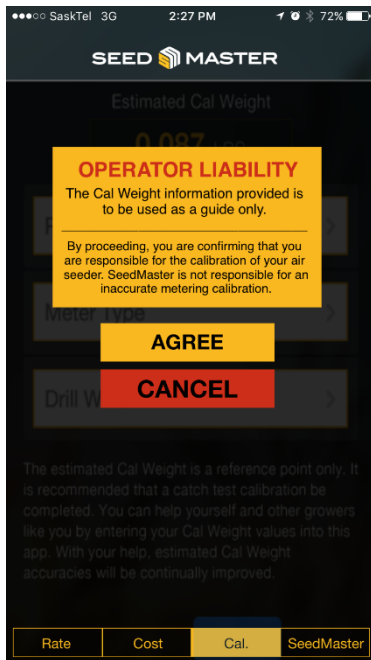 SaskTel 3G 2:27 PM 72%
SEED MASTER
Estimated Cal Weight
0.087 LBS
OPERATOR LIABILITY
The Cal Weight information provided is
to be used as a guide only.
By proceeding, you are confirming that you
are responsible for the calibration of your air
seeder. SeedMaster is not responsible for an
inaccurate metering calibration.
Meter Type
AGREE
CANCEL
Drill
The estimated Cal Weight is a reference point only. It
is recommended that a catch test calibration be
completed. You can help yourself and other growers
like you by entering your Cal Weight values into this
app. With your help, estimated Cal Weight
accuracies will be continually improved.
Rate Cost Cal. SeedMaster